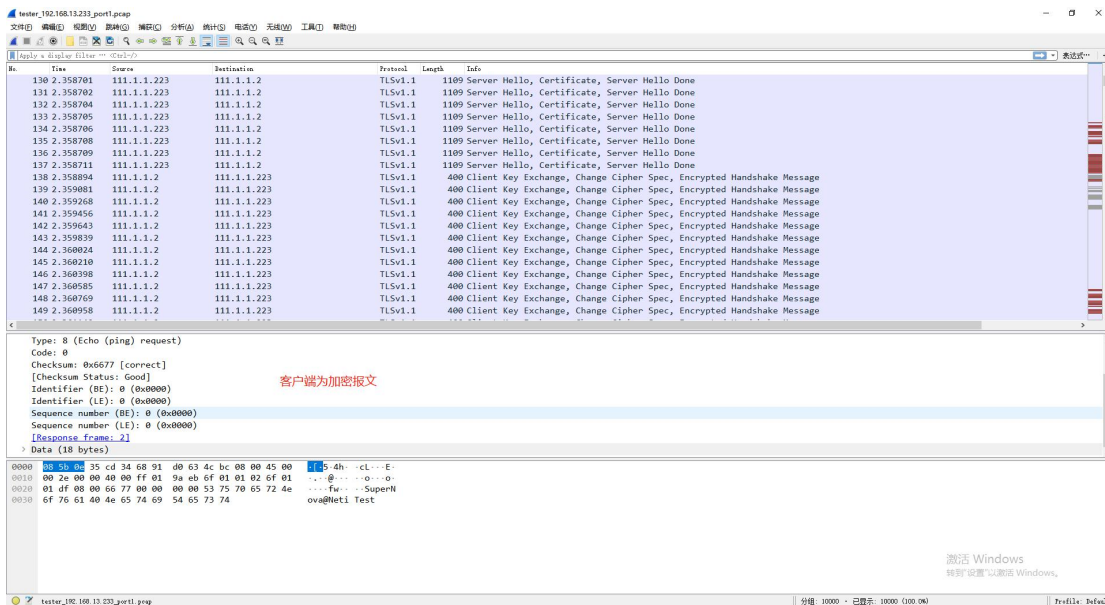 tester_192.168.13.233_port1.pcap
文件(F) 编辑(E) 视图(V) 跳转(G) 捕获(C) 分析(A) 统计(S) 电话(Y) 无线(W) 工具(T) 帮助(H)
Apply a display filter … <Ctrl-/> 表达式…
No. Time Source Destination Protocol Length Info
130 2.358701 111.1.1.223 111.1.1.2 TLSv1.1 1109 Server Hello, Certificate, Server Hello Done
131 2.358702 111.1.1.223 111.1.1.2 TLSv1.1 1109 Server Hello, Certificate, Server Hello Done
132 2.358704 111.1.1.223 111.1.1.2 TLSv1.1 1109 Server Hello, Certificate, Server Hello Done
133 2.358705 111.1.1.223 111.1.1.2 TLSv1.1 1109 Server Hello, Certificate, Server Hello Done
134 2.358706 111.1.1.223 111.1.1.2 TLSv1.1 1109 Server Hello, Certificate, Server Hello Done
135 2.358708 111.1.1.223 111.1.1.2 TLSv1.1 1109 Server Hello, Certificate, Server Hello Done
136 2.358709 111.1.1.223 111.1.1.2 TLSv1.1 1109 Server Hello, Certificate, Server Hello Done
137 2.358711 111.1.1.223 111.1.1.2 TLSv1.1 1109 Server Hello, Certificate, Server Hello Done
138 2.358894 111.1.1.2 111.1.1.223 TLSv1.1 400 Client Key Exchange, Change Cipher Spec, Encrypted Handshake Message
139 2.359081 111.1.1.2 111.1.1.223 TLSv1.1 400 Client Key Exchange, Change Cipher Spec, Encrypted Handshake Message
140 2.359268 111.1.1.2 111.1.1.223 TLSv1.1 400 Client Key Exchange, Change Cipher Spec, Encrypted Handshake Message
141 2.359456 111.1.1.2 111.1.1.223 TLSv1.1 400 Client Key Exchange, Change Cipher Spec, Encrypted Handshake Message
142 2.359643 111.1.1.2 111.1.1.223 TLSv1.1 400 Client Key Exchange, Change Cipher Spec, Encrypted Handshake Message
143 2.359839 111.1.1.2 111.1.1.223 TLSv1.1 400 Client Key Exchange, Change Cipher Spec, Encrypted Handshake Message
144 2.360024 111.1.1.2 111.1.1.223 TLSv1.1 400 Client Key Exchange, Change Cipher Spec, Encrypted Handshake Message
145 2.360210 111.1.1.2 111.1.1.223 TLSv1.1 400 Client Key Exchange, Change Cipher Spec, Encrypted Handshake Message
146 2.360398 111.1.1.2 111.1.1.223 TLSv1.1 400 Client Key Exchange, Change Cipher Spec, Encrypted Handshake Message
147 2.360585 111.1.1.2 111.1.1.223 TLSv1.1 400 Client Key Exchange, Change Cipher Spec, Encrypted Handshake Message
148 2.360769 111.1.1.2 111.1.1.223 TLSv1.1 400 Client Key Exchange, Change Cipher Spec, Encrypted Handshake Message
149 2.360958 111.1.1.2 111.1.1.223 TLSv1.1 400 Client Key Exchange, Change Cipher Spec, Encrypted Handshake Message
Type: 8 (Echo (ping) request)
Code: 0
Checksum: 0x6677 [correct]
[Checksum Status: Good]
客户端为加密报文
Identifier (BE): 0 (0x0000)
Identifier (LE): 0 (0x0000)
Sequence number (BE): 0 (0x0000)
Sequence number (LE): 0 (0x0000)
[Response frame: 2]
Data (18 bytes)
0000 08 5b 0e 35 cd 34 68 91 d0 63 4c bc 08 00 45 00 ·[·5·4h· ·cL···E·
0010 00 2e 00 00 40 00 ff 01 9a eb 6f 01 01 02 6f 01 ·.··@··· ··o···o·
0020 01 df 08 00 66 77 00 00 00 00 53 75 70 65 72 4e ····fw·· ··SuperN
0030 6f 76 61 40 4e 65 74 69 54 65 73 74 ova@Neti Test
激活 Windows
转到"设置"以激活 Windows。
tester_192.168.13.233_port1.pcap 分组: 10000 · 已显示: 10000 (100.0%) Profile: Defau